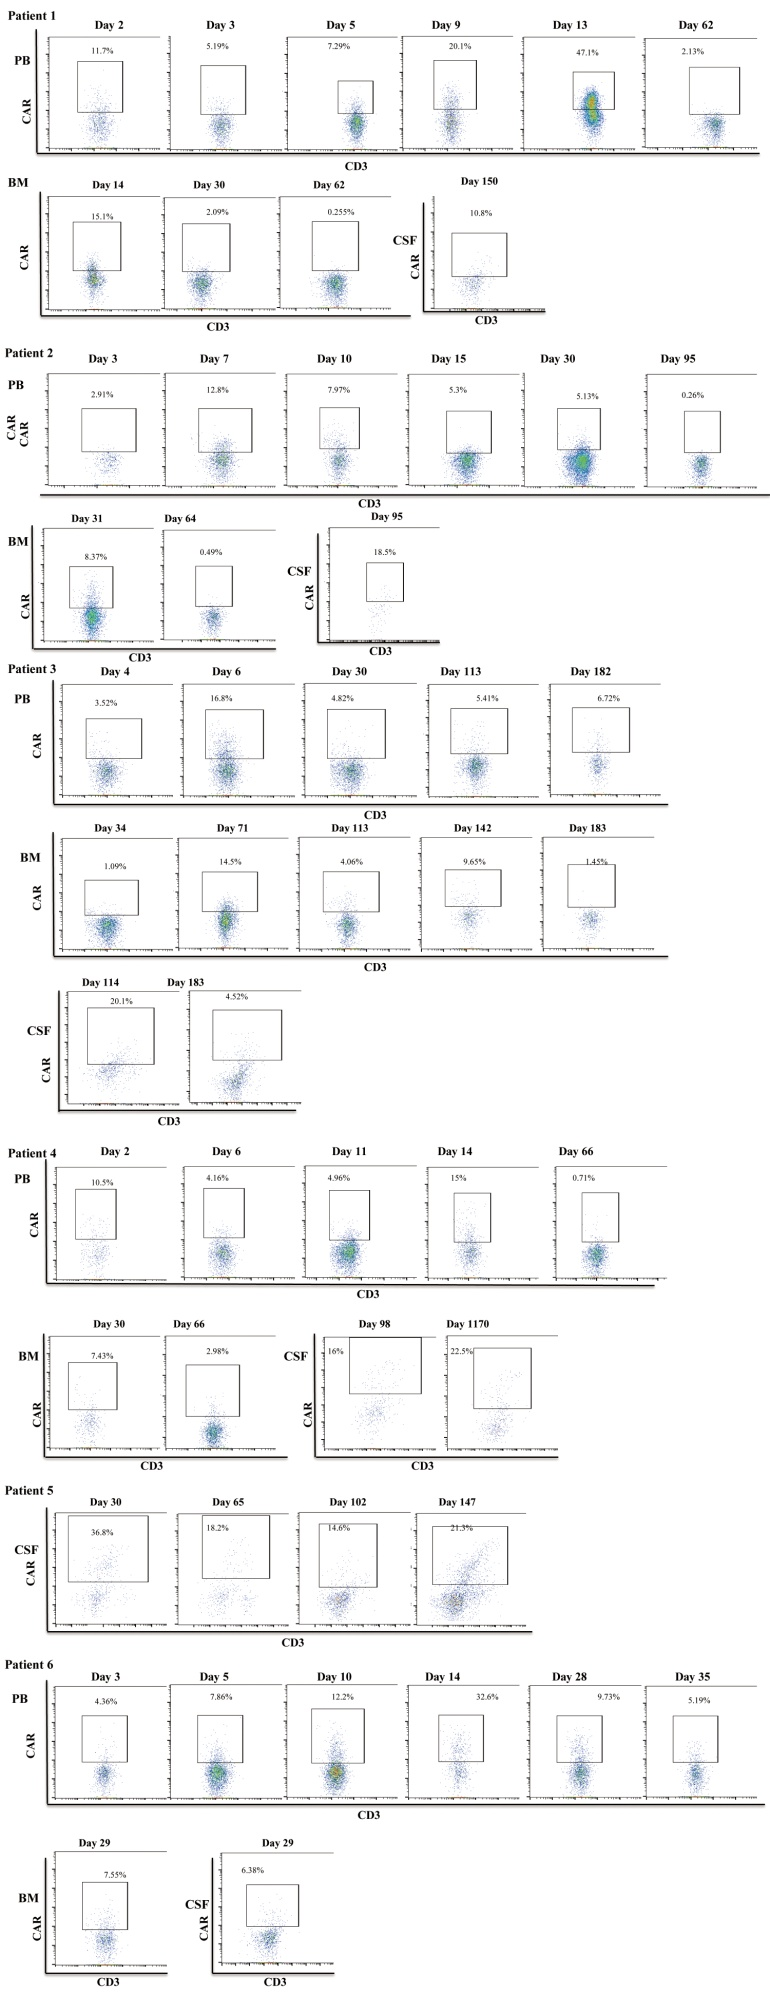 Patient 1
Day 2 Day 3 Day 5 Day 9 Day 13 Day 62
PB
CAR
11.7% 5.19% 7.29% 20.1% 47.1% 2.13%
CD3
BM
Day 14 Day 30 Day 62
CAR
15.1% 2.09% 0.255%
CD3
Day 150
CSF
CAR
10.8%
CD3
Patient 2
Day 3 Day 7 Day 10 Day 15 Day 30 Day 95
PB
CAR
CAR
2.91% 12.8% 7.97% 5.3% 5.13% 0.26%
CD3
Day 31 Day 64
BM
CAR
8.37% 0.49%
CD3
Day 95
CSF
CAR
18.5%
CD3
Patient 3
Day 4 Day 6 Day 30 Day 113 Day 182
PB
CAR
3.52% 16.8% 4.82% 5.41% 6.72%
CD3
Day 34 Day 71 Day 113 Day 142 Day 183
BM
CAR
1.09% 14.5% 4.06% 9.65% 1.45%
CD3
Day 114 Day 183
CSF
CAR
20.1% 4.52%
CD3
Patient 4
Day 2 Day 6 Day 11 Day 14 Day 66
PB
CAR
10.5% 4.16% 4.96% 15% 0.71%
CD3
Day 30 Day 66
BM
CAR
7.43% 2.98%
CD3
Day 98 Day 1170
CSF
CAR
16% 22.5%
CD3
Patient 5
Day 30 Day 65 Day 102 Day 147
CSF
CAR
36.8% 18.2% 14.6% 21.3%
CD3
Patient 6
Day 3 Day 5 Day 10 Day 14 Day 28 Day 35
PB
CAR
4.36% 7.86% 12.2% 32.6% 9.73% 5.19%
CD3
Day 29
BM
CAR
7.55%
CD3
Day 29
CSF
CAR
6.38%
CD3